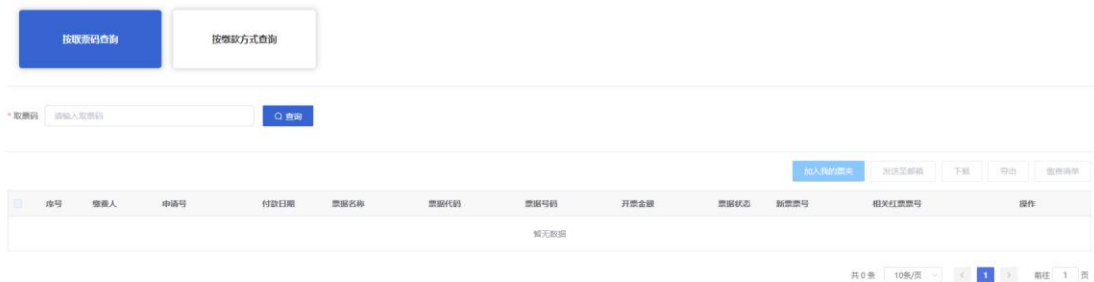 按取票码查询 按缴款方式查询
* 取票码 请输入取票码 查询
加入我的票夹 发送至邮箱 下载 导出 缴费清单
序号 缴费人 申请号 付款日期 票据名称 票据代码 票据号码 开票金额 票据状态 新票票号 相关红票票号 操作
暂无数据
共 0 条 10条/页 < 1 > 前往 1 页